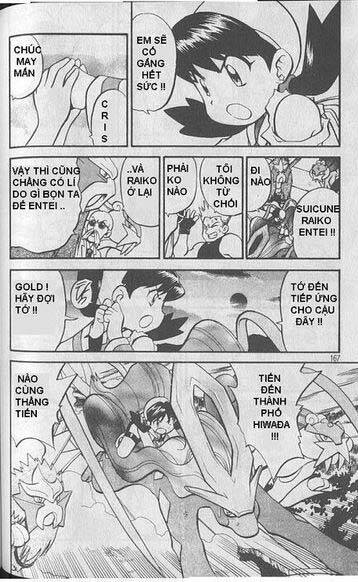 CHÚC
MAY
MẮN
C
R
I
S
EM SẼ
CỐ
GẮNG
HẾT
SỨC !!
VẬY THÌ CŨNG
CHẲNG CÓ LÍ
DO GÌ BỌN TA
ĐỂ ENTEI ..
..VÀ
RAIKO
Ở LẠI
PHẢI
KO
NÀO
TÔI
KHÔNG
TỪ
CHỐI
ĐI
NÀO
SUICUNE
RAIKO
ENTEI !!
GOLD !
HÃY ĐỢI
TỚ !!
TỚ ĐẾN
TIẾP ỨNG
CHO CẬU
ĐÂY !!
167
NÀO
CÙNG
THẲNG
TIẾN
TIẾN
ĐẾN
THÀNH
PHỐ
HIWADA
!!!